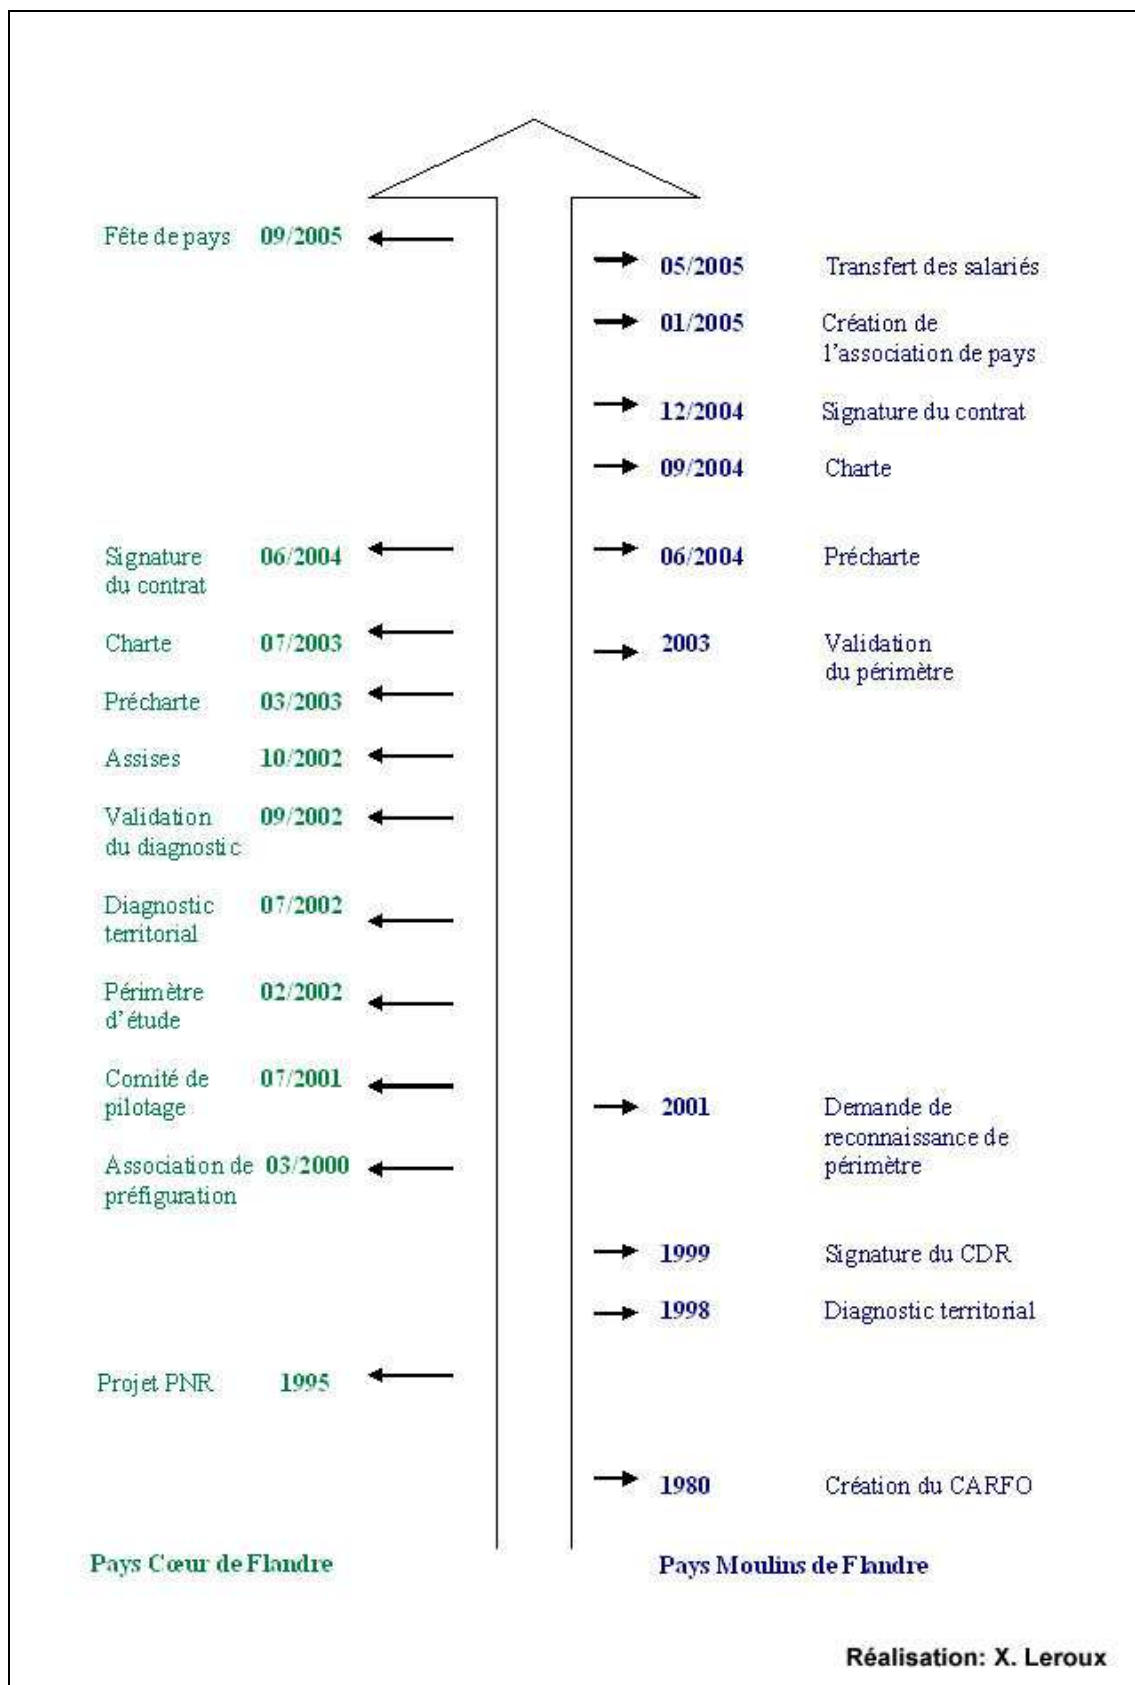 Fête de pays 09/2005
05/2005 Transfert des salariés
01/2005 Création de
l'association de pays
12/2004 Signature du contrat
09/2004 Charte
Signature 06/2004
du contrat
06/2004 Précharte
Charte 07/2003
2003 Validation
du périmètre
Précharte 03/2003
Assises 10/2002
Validation 09/2002
du diagnostic
Diagnostic 07/2002
territorial
Périmètre 02/2002
d'étude
Comité de 07/2001
pilotage
2001 Demande de
reconnaissance de
périmètre
Association de 03/2000
préfiguration
1999 Signature du CDR
1998 Diagnostic territorial
Projet PNR 1995
1980 Création du CARFO
Pays Cœur de Flandre
Pays Moulins de Flandre
Réalisation: X. Leroux